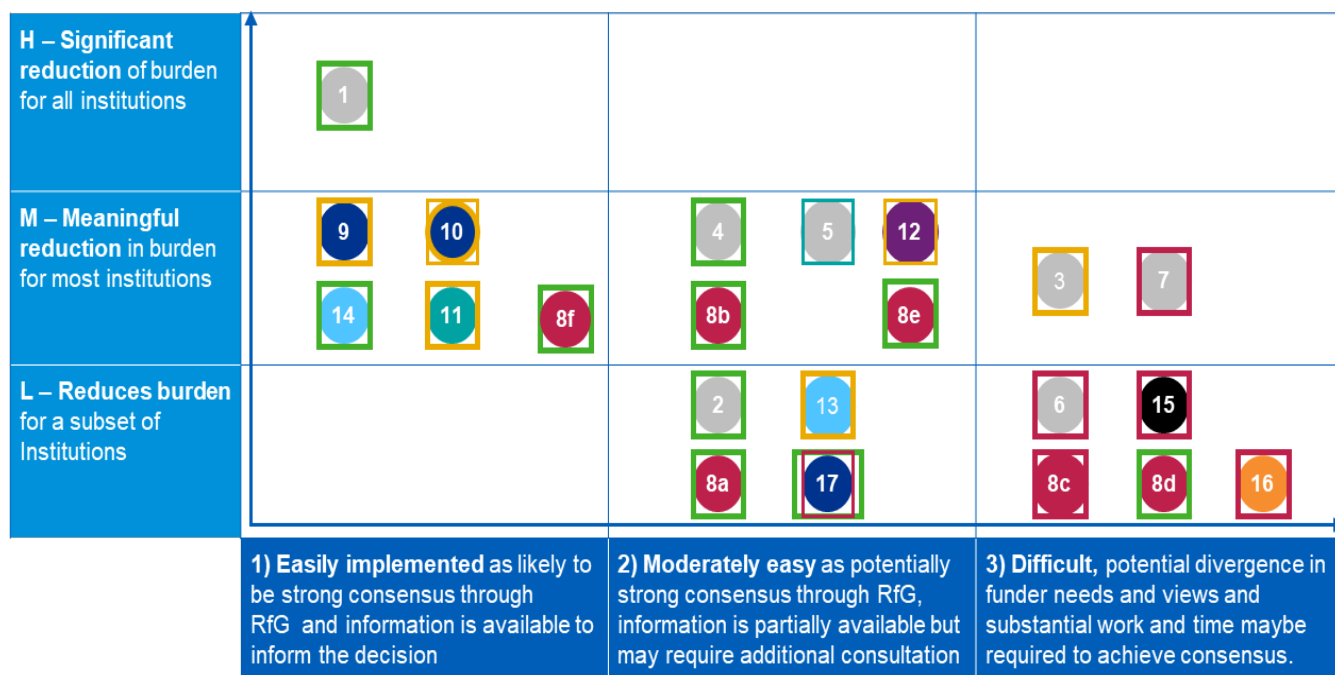 H – Significant
reduction of burden
for all institutions
1
M – Meaningful
reduction in burden
for most institutions
9
10
4
5
12
3
7
14
11
8f
8b
8e
L – Reduces burden
for a subset of
Institutions
2
13
6
15
8a
17
8c
8d
16
1) Easily implemented as likely to
be strong consensus through
RfG and information is available to
inform the decision
2) Moderately easy as potentially
strong consensus through RfG,
information is partially available but
may require additional consultation
3) Difficult, potential divergence in
funder needs and views and
substantial work and time maybe
required to achieve consensus.